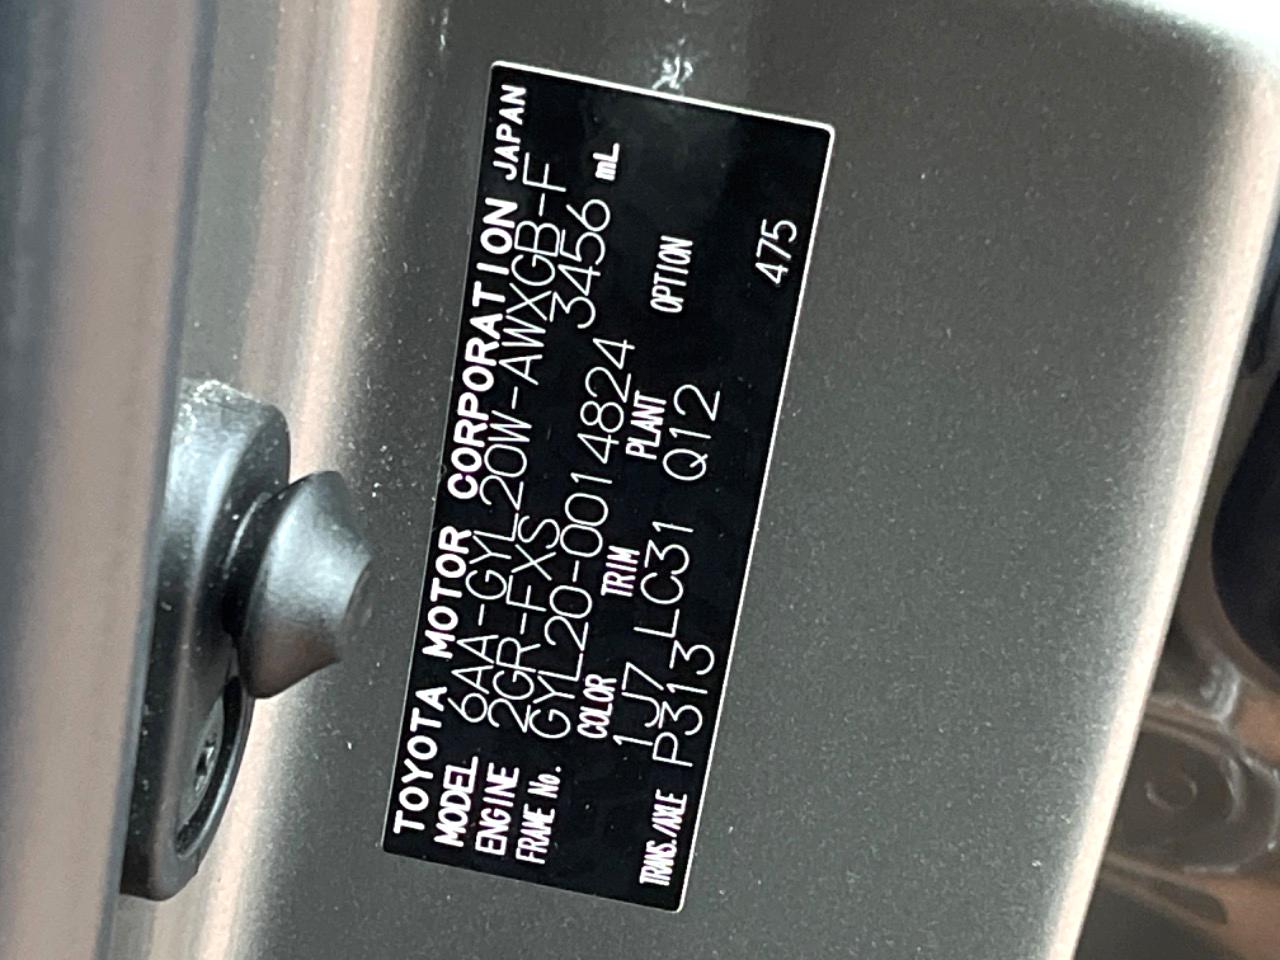 TOYOTA MOTOR CORPORATION JAPAN
MODEL 6AA-GYL20W-AWXGB-F
ENGINE 2GR-FXS 3456 mL
FRAME No. GYL20-0014824
COLOR TRIM PLANT OPTION
1J7 LC31 Q12
TRANS./AXLE P313 475